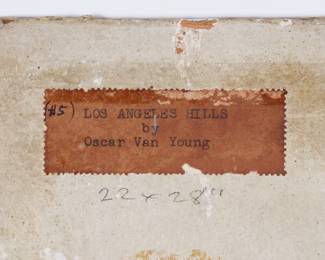 (#5) LOS ANGELES HILLS
by
Oscar Van Young
22 x 28"